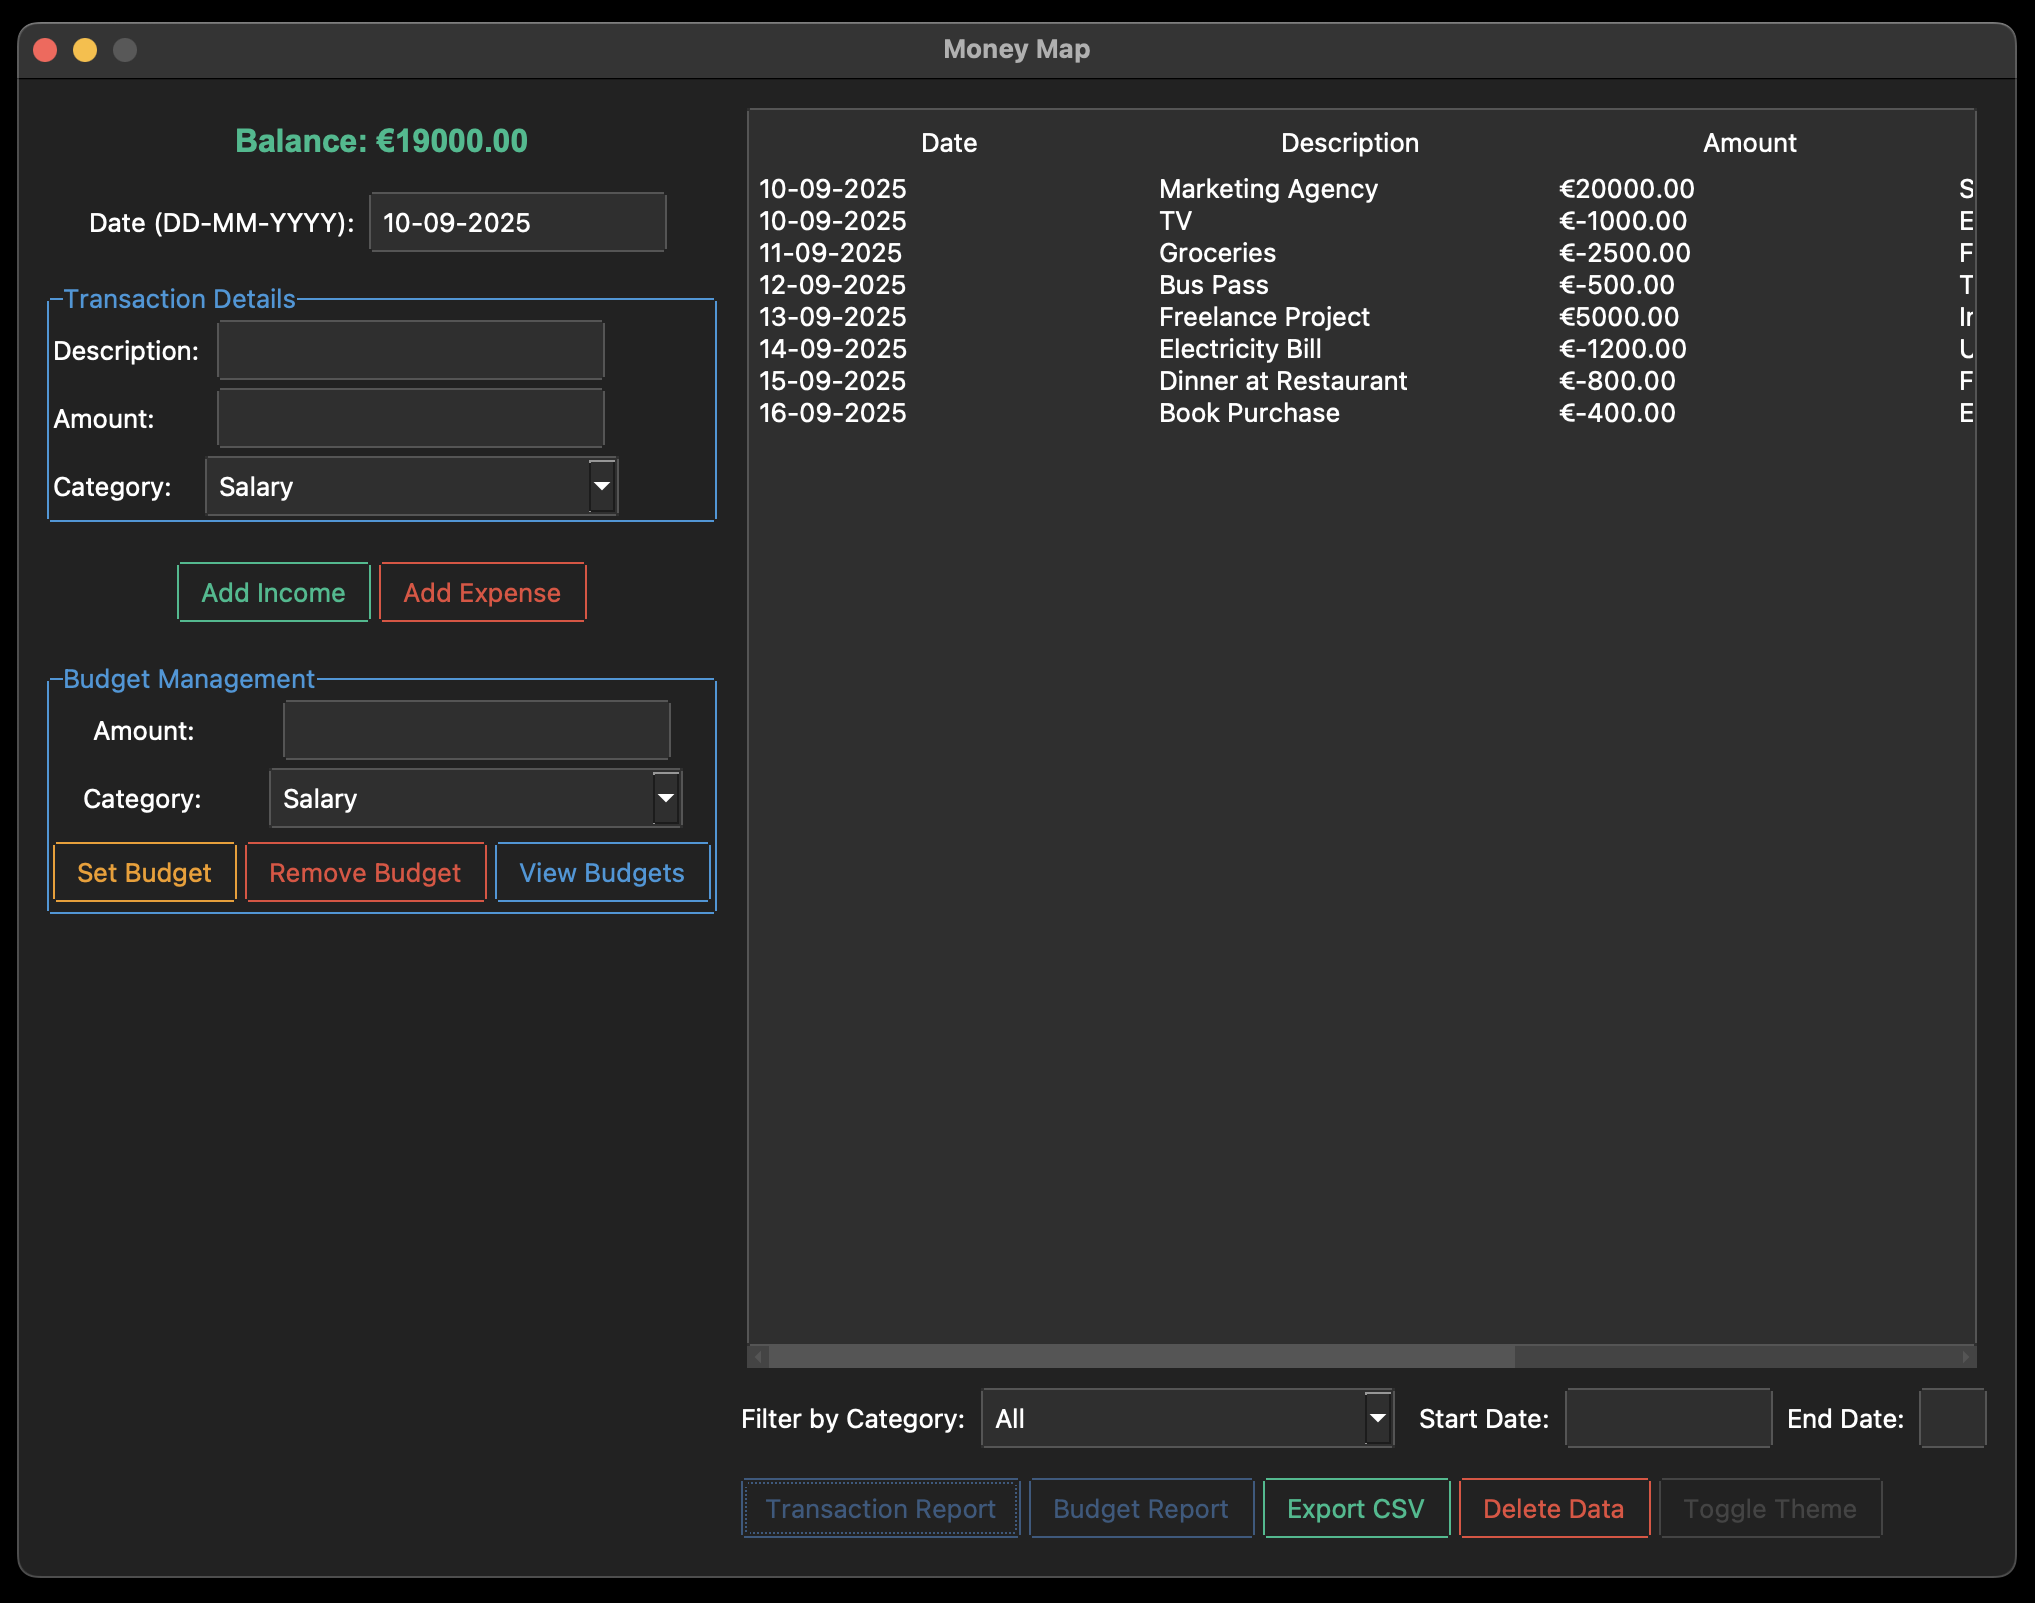 Money Map
Balance: €19000.00
Date (DD-MM-YYYY): 10-09-2025
Transaction Details
Description:
Amount:
Category: Salary
Add Income Add Expense
Budget Management
Amount:
Category: Salary
Set Budget Remove Budget View Budgets
Date Description Amount
10-09-2025 Marketing Agency €20000.00 S
10-09-2025 TV €-1000.00 E
11-09-2025 Groceries €-2500.00 F
12-09-2025 Bus Pass €-500.00 T
13-09-2025 Freelance Project €5000.00 In
14-09-2025 Electricity Bill €-1200.00 U
15-09-2025 Dinner at Restaurant €-800.00 F
16-09-2025 Book Purchase €-400.00 E
Filter by Category: All Start Date: End Date:
Transaction Report Budget Report Export CSV Delete Data Toggle Theme